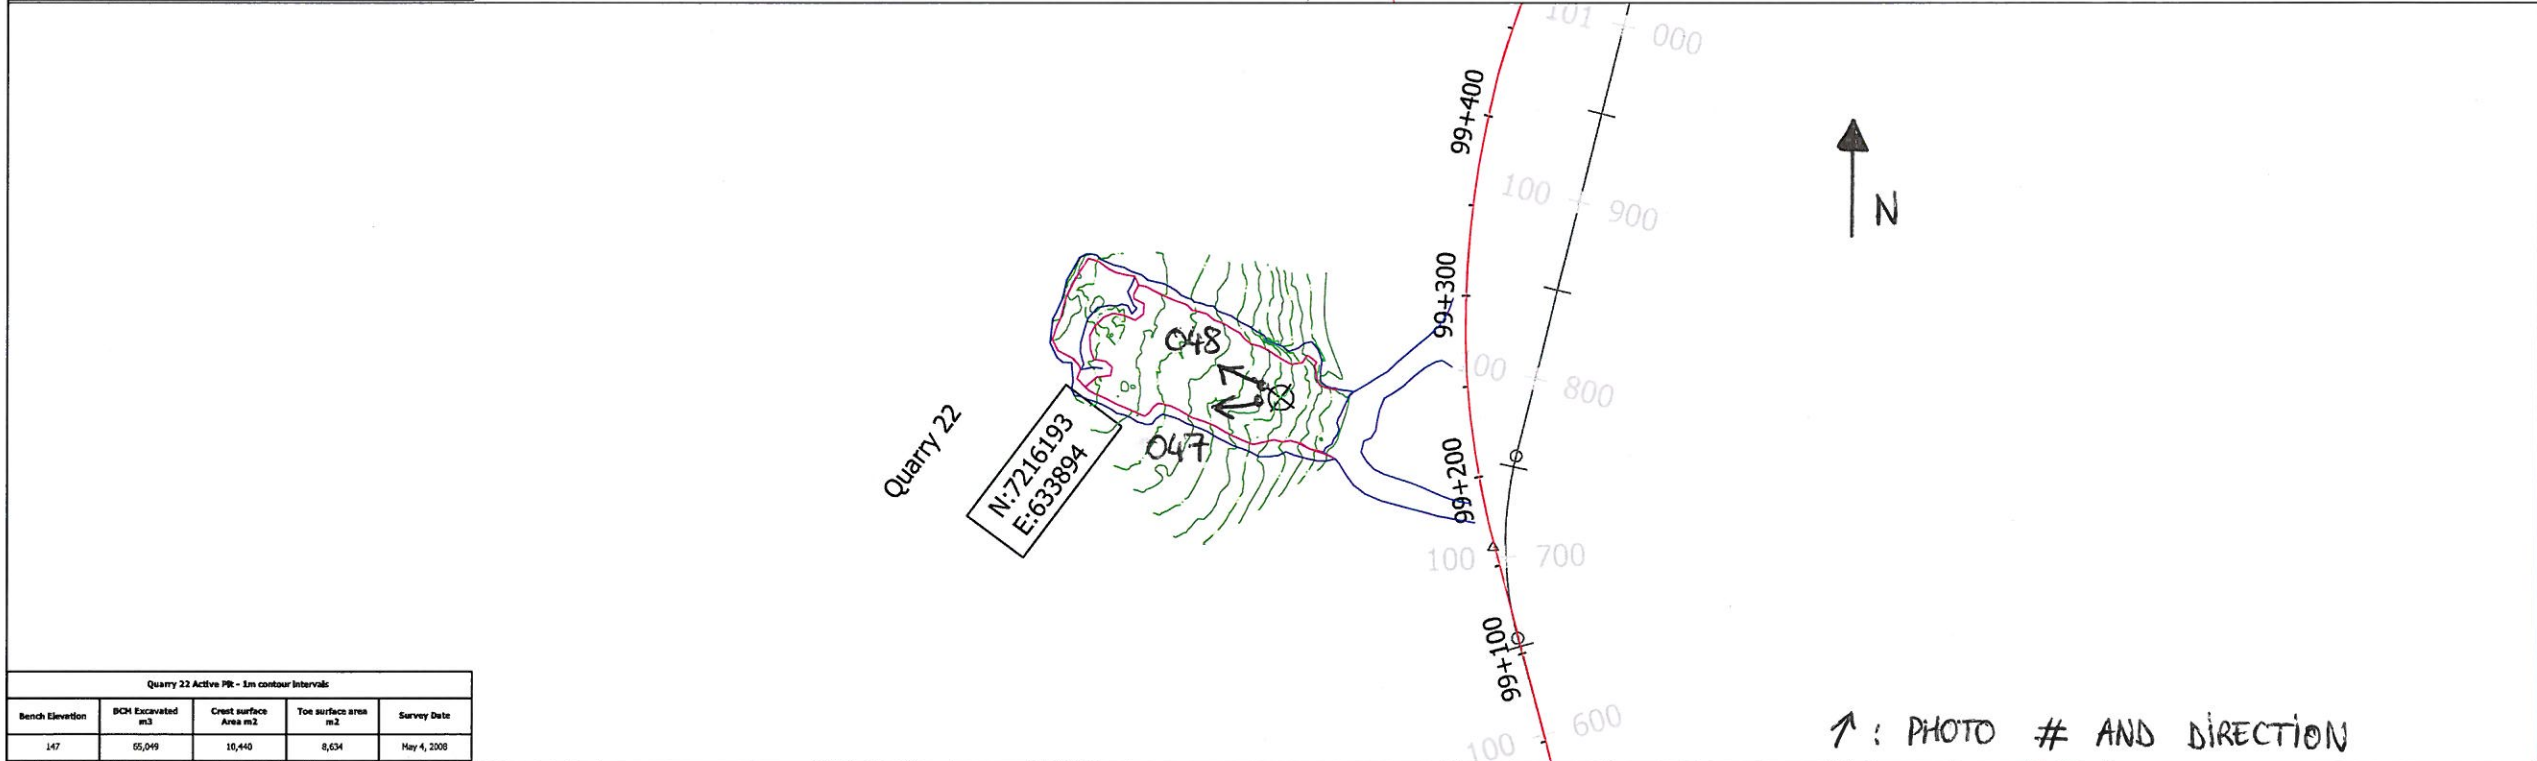 101 000
99+400
100 900
N
99+300
048
100 800
Quarry 22
N:7216193
E:633894
047
99+200
100 700
99+100
100 600
Quarry 22 Active Pit - 1m contour intervals
Bench Elevation BCM Excavated m3 Crest surface Area m2 Toe surface area m2 Survey Date
147 65,049 10,440 8,634 May 4, 2008
↑: PHOTO # AND DIRECTION